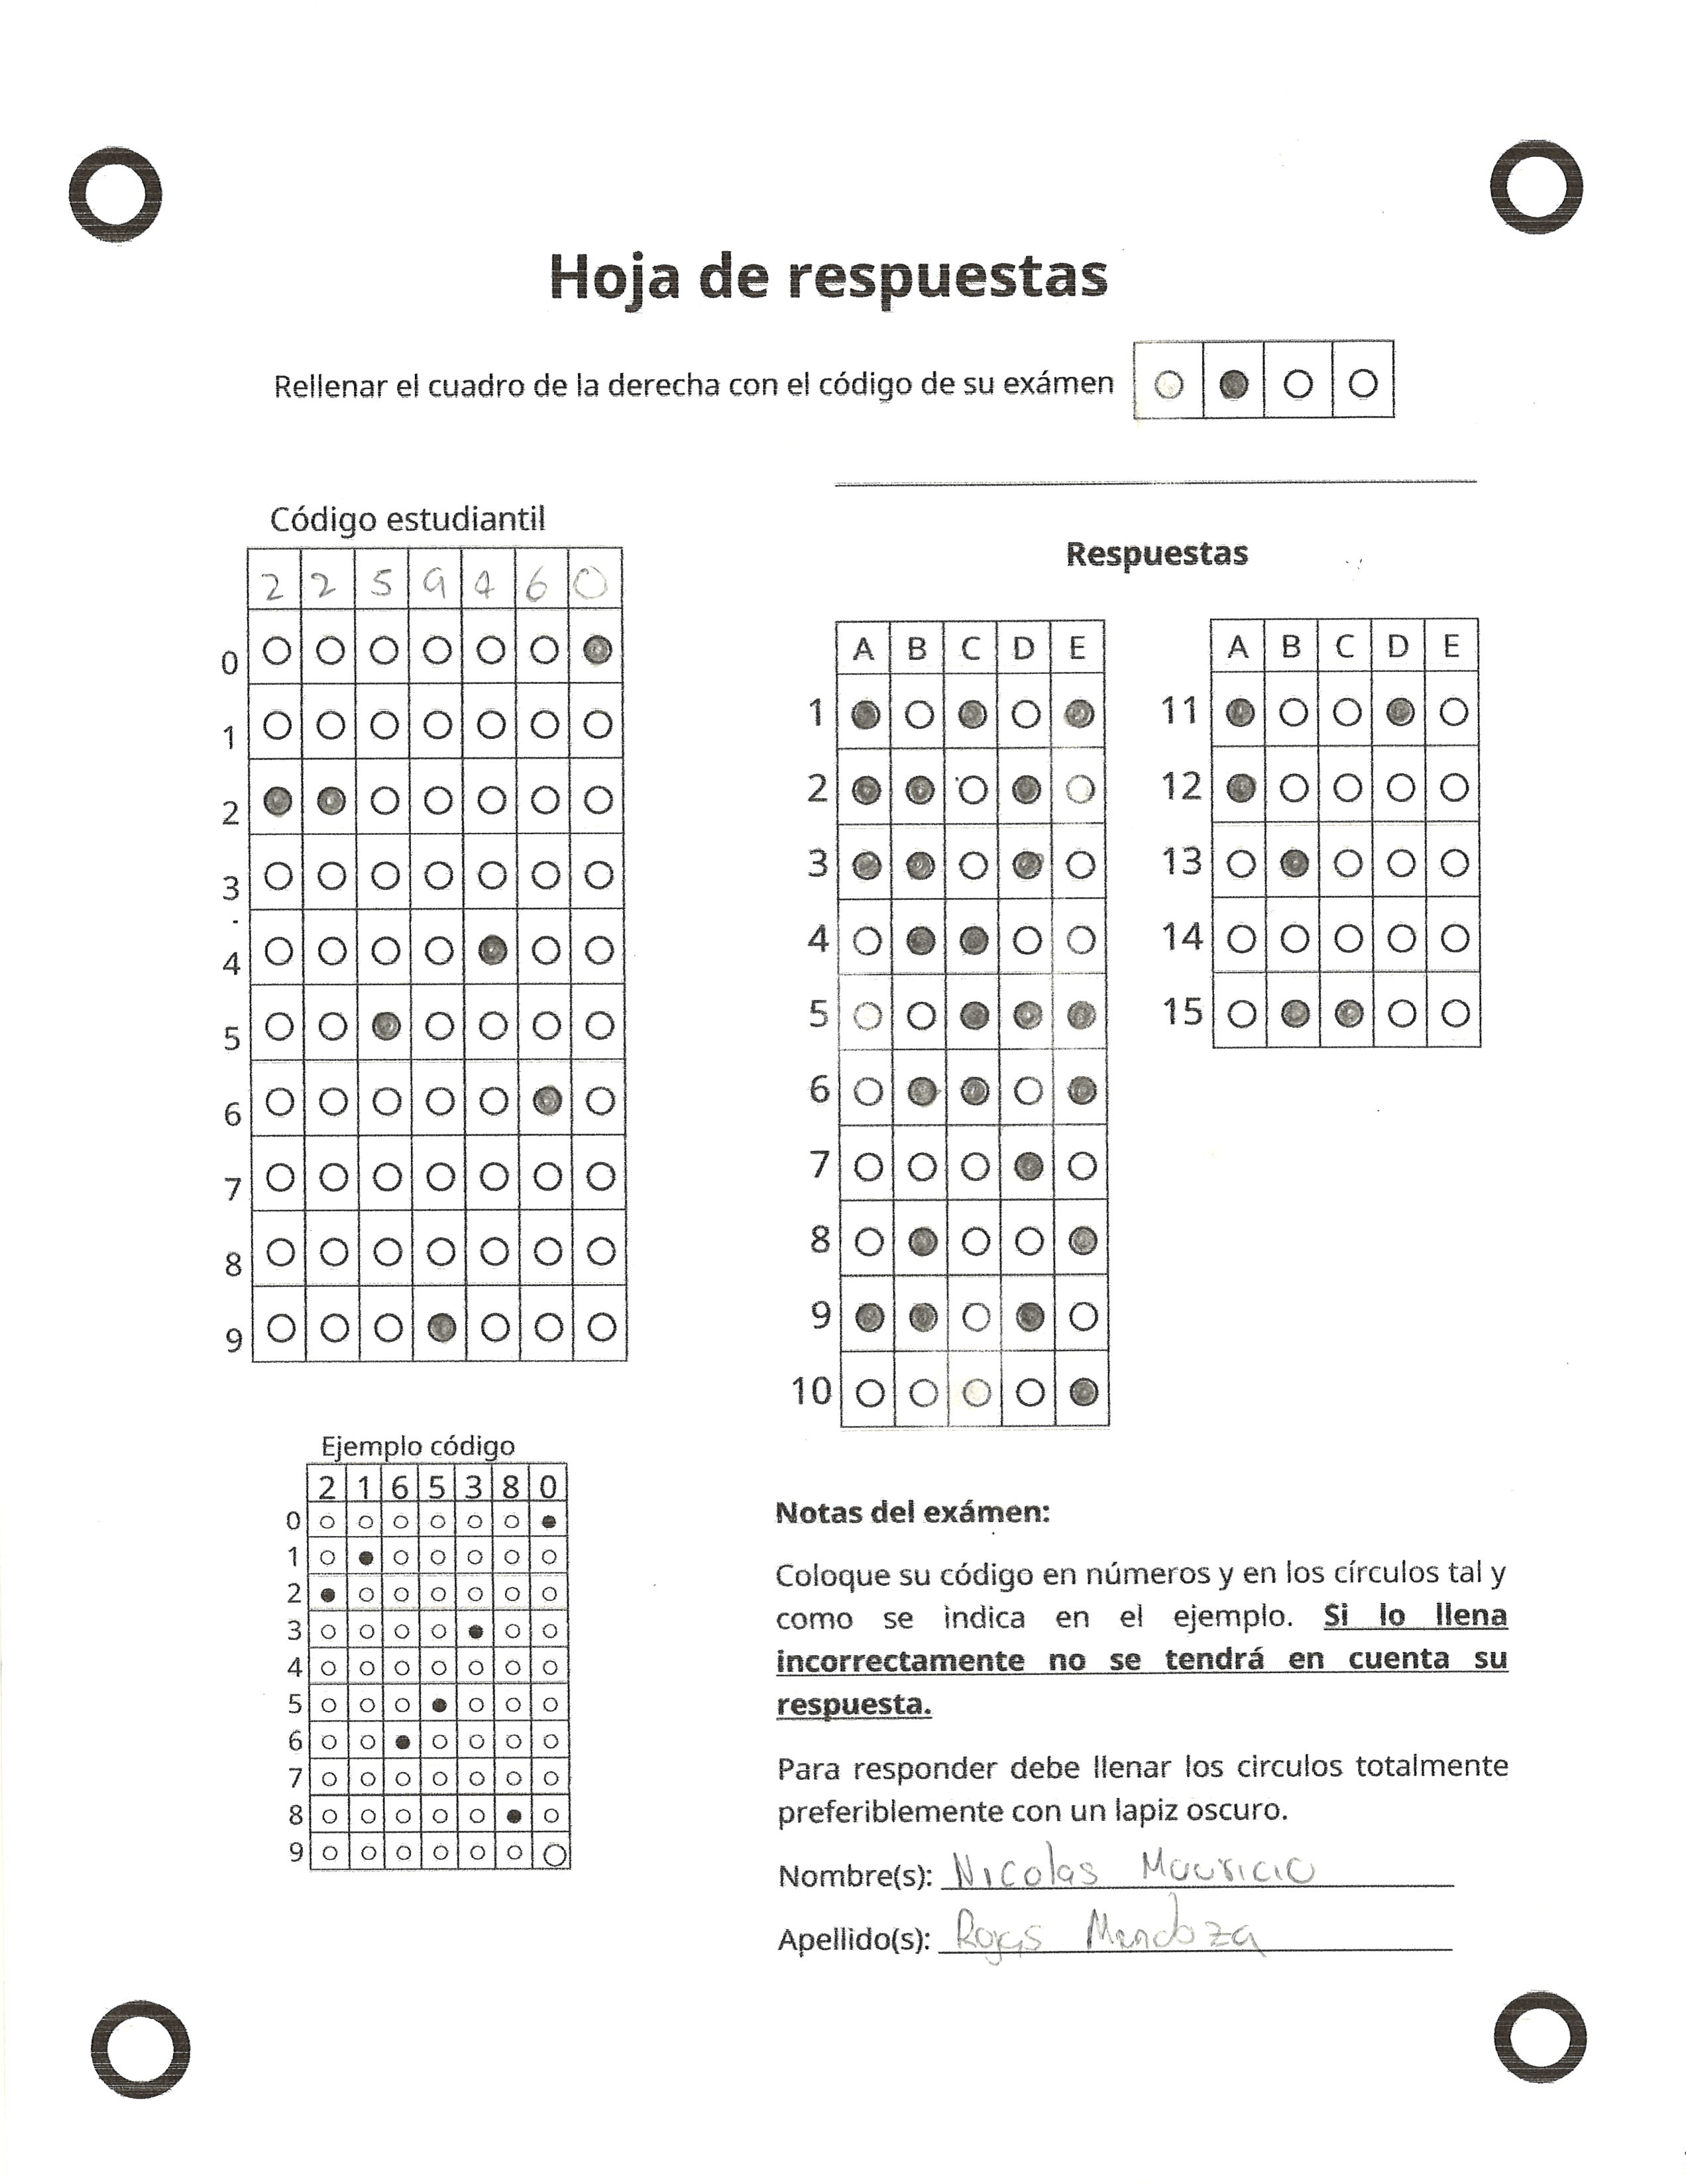 Hoja de respuestas
Rellenar el cuadro de la derecha con el código de su exámen
Código estudiantil
2 2 5 9 4 6 0
0
1
2
3
4
5
6
7
8
9
Respuestas
A B C D E
1
2
3
4
5
6
7
8
9
10
A B C D E
11
12
13
14
15
Ejemplo código
2 1 6 5 3 8 0
0
1
2
3
4
5
6
7
8
9
Notas del exámen:
Coloque su código en números y en los círculos tal y
como se indica en el ejemplo. Si lo llena
incorrectamente no se tendrá en cuenta su
respuesta.
Para responder debe llenar los circulos totalmente
preferiblemente con un lapiz oscuro.
Nombre(s): Nicolas Mauricio
Apellido(s): Rojas Mendoza